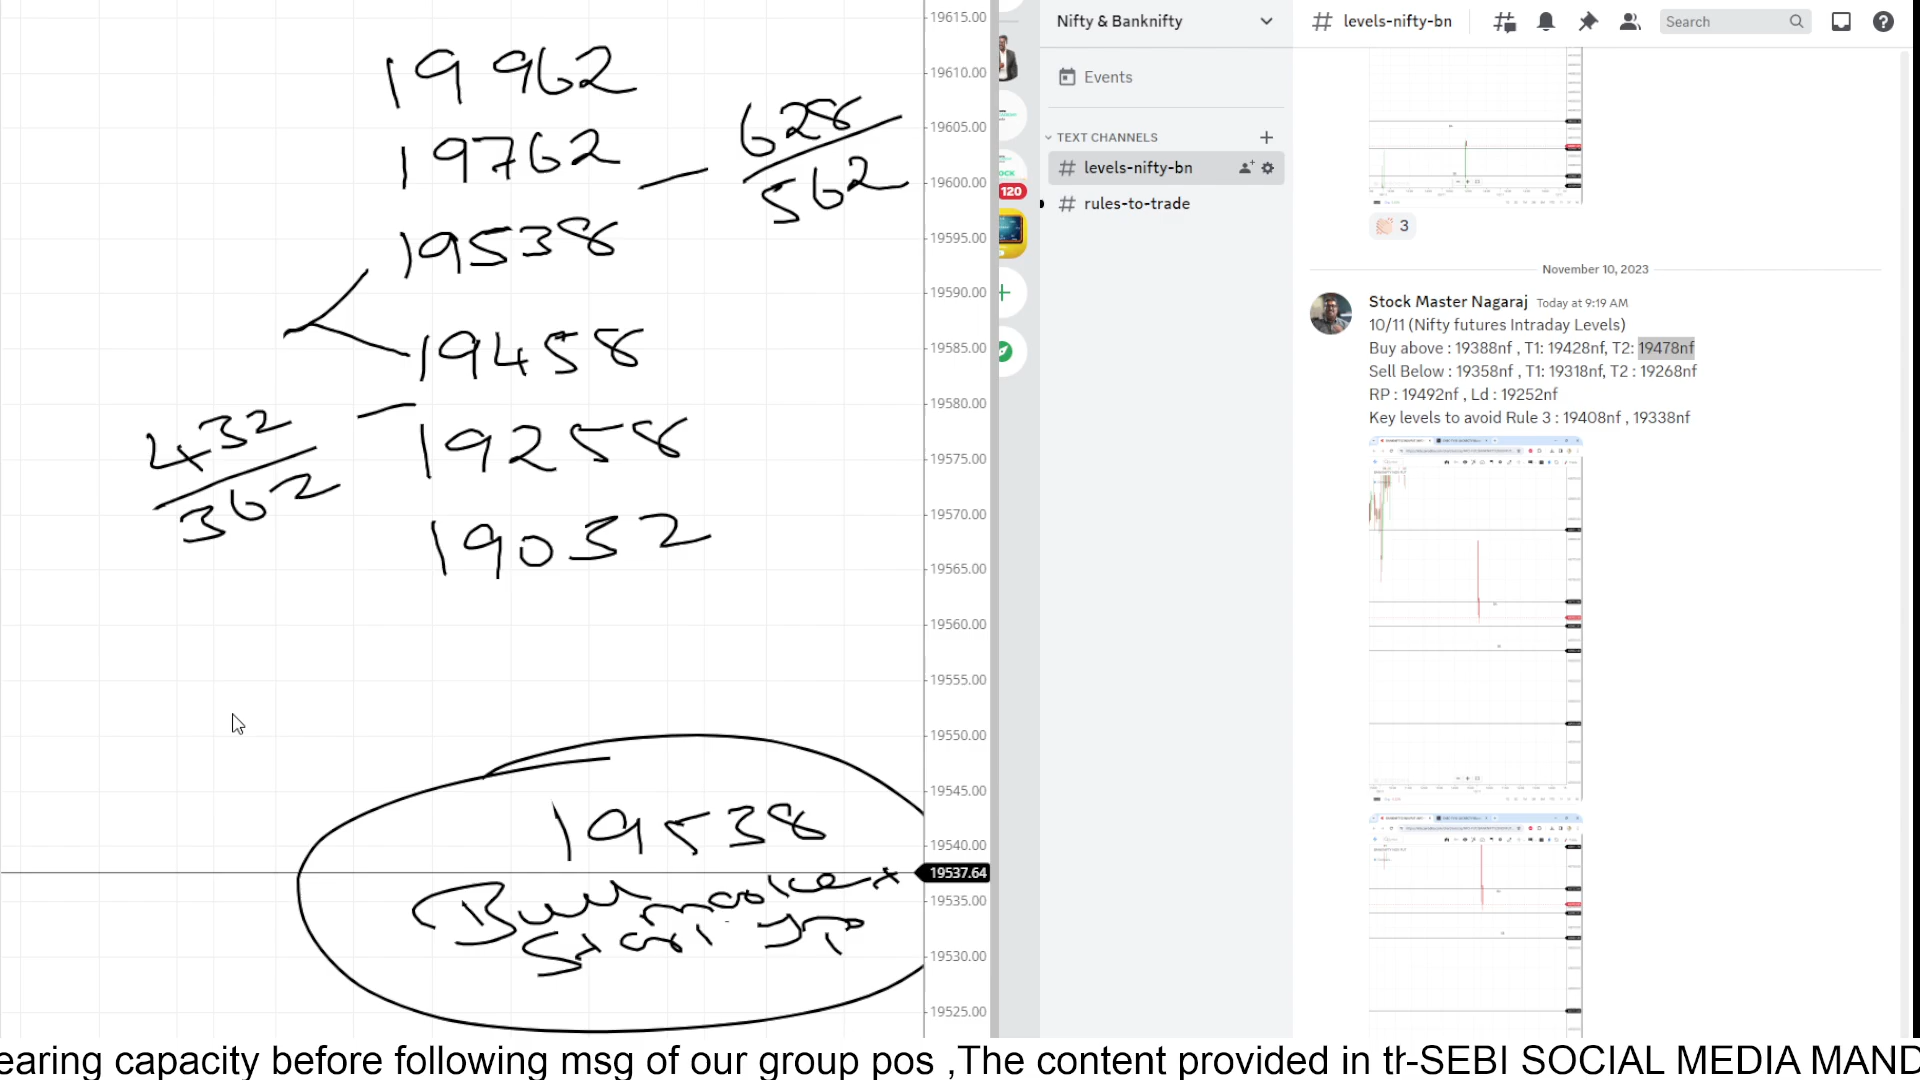 19962
19762
628
562
19538
19458
432
362
19258
19032
19538
Bull market
Start up
19615.00
19610.00
19605.00
19600.00
19595.00
19590.00
19585.00
19580.00
19575.00
19570.00
19565.00
19560.00
19555.00
19550.00
19545.00
19540.00
19537.64
19535.00
19530.00
19525.00
120
Nifty & Banknifty
Events
TEXT CHANNELS
levels-nifty-bn
rules-to-trade
# levels-nifty-bn
Search
3
November 10, 2023
Stock Master Nagaraj Today at 9:19 AM
10/11 (Nifty futures Intraday Levels)
Buy above : 19388nf , T1: 19428nf, T2: 19478nf
Sell Below : 19358nf , T1: 19318nf, T2 : 19268nf
RP : 19492nf , Ld : 19252nf
Key levels to avoid Rule 3 : 19408nf , 19338nf
earing capacity before following msg of our group pos ,The content provided in tr-SEBI SOCIAL MEDIA MAND